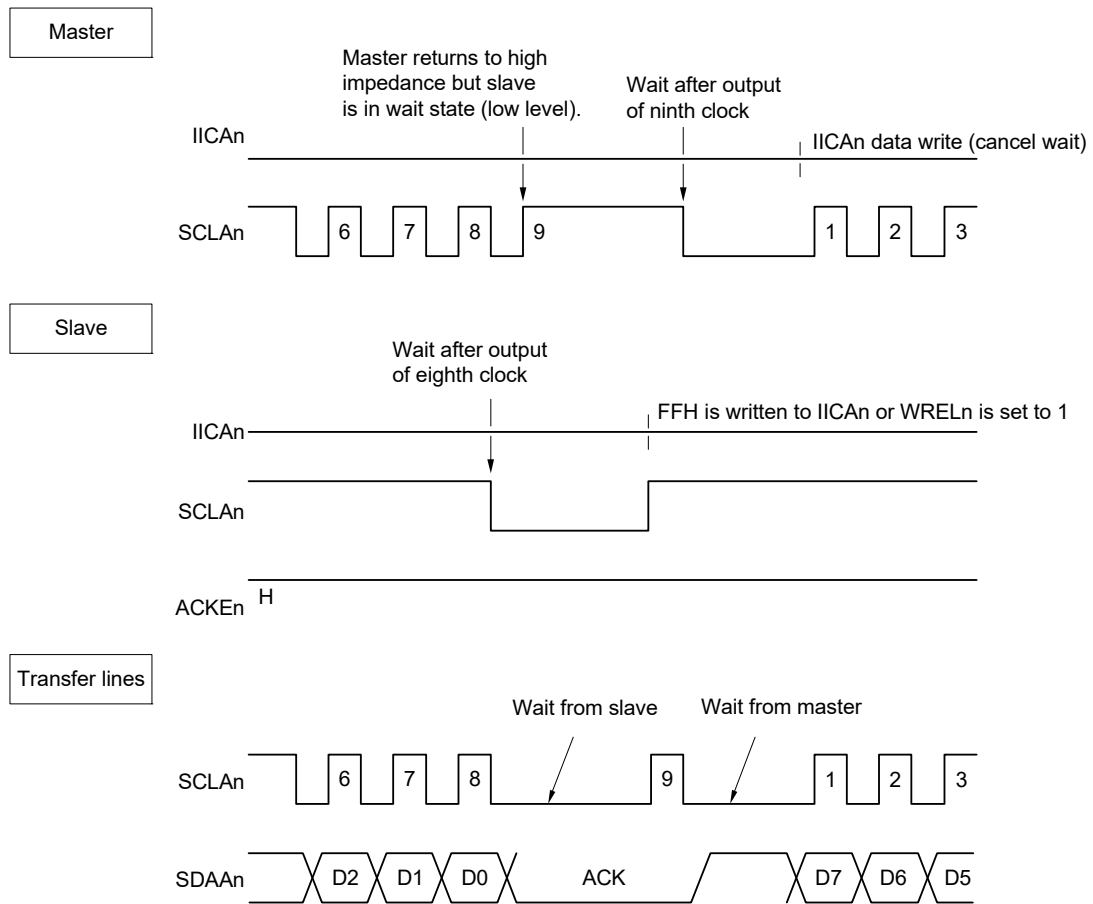 Master
Master returns to high
impedance but slave
is in wait state (low level).
Wait after output
of ninth clock
IICAn
IICAn data write (cancel wait)
SCLAn
6 7 8 9 1 2 3
Slave
Wait after output
of eighth clock
FFH is written to IICAn or WRELn is set to 1
IICAn
SCLAn
H
ACKEn
Transfer lines
Wait from slave Wait from master
SCLAn
6 7 8 9 1 2 3
SDAAn
D2 D1 D0 ACK D7 D6 D5